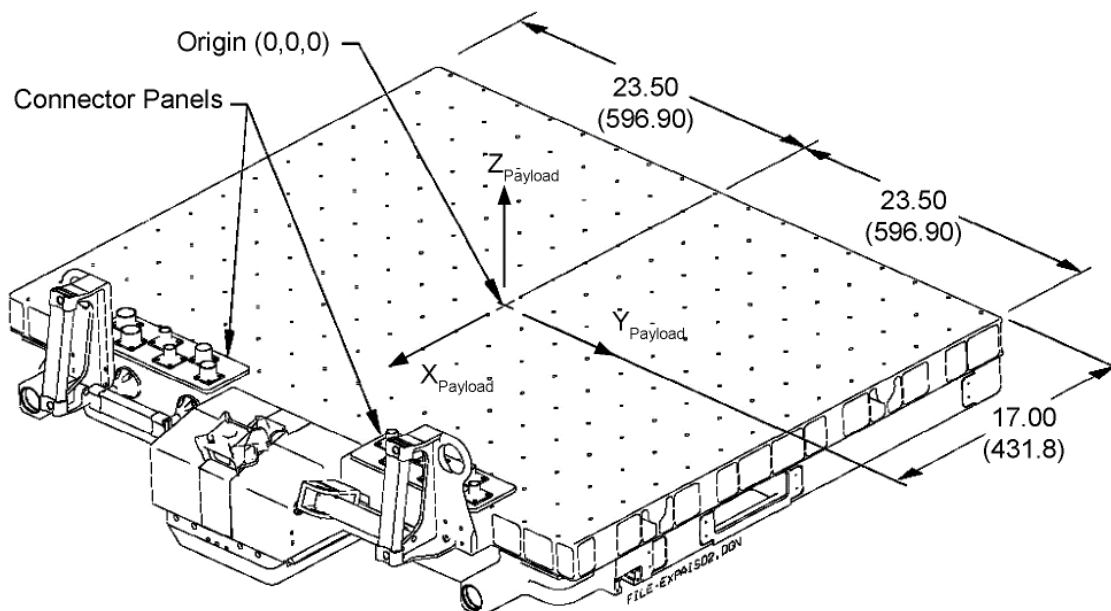 Origin (0,0,0)
Connector Panels
23.50
(596.90)
Z Payload
23.50
(596.90)
Y Payload
X Payload
17.00
(431.8)
FILE-EXPAIS02.DGN